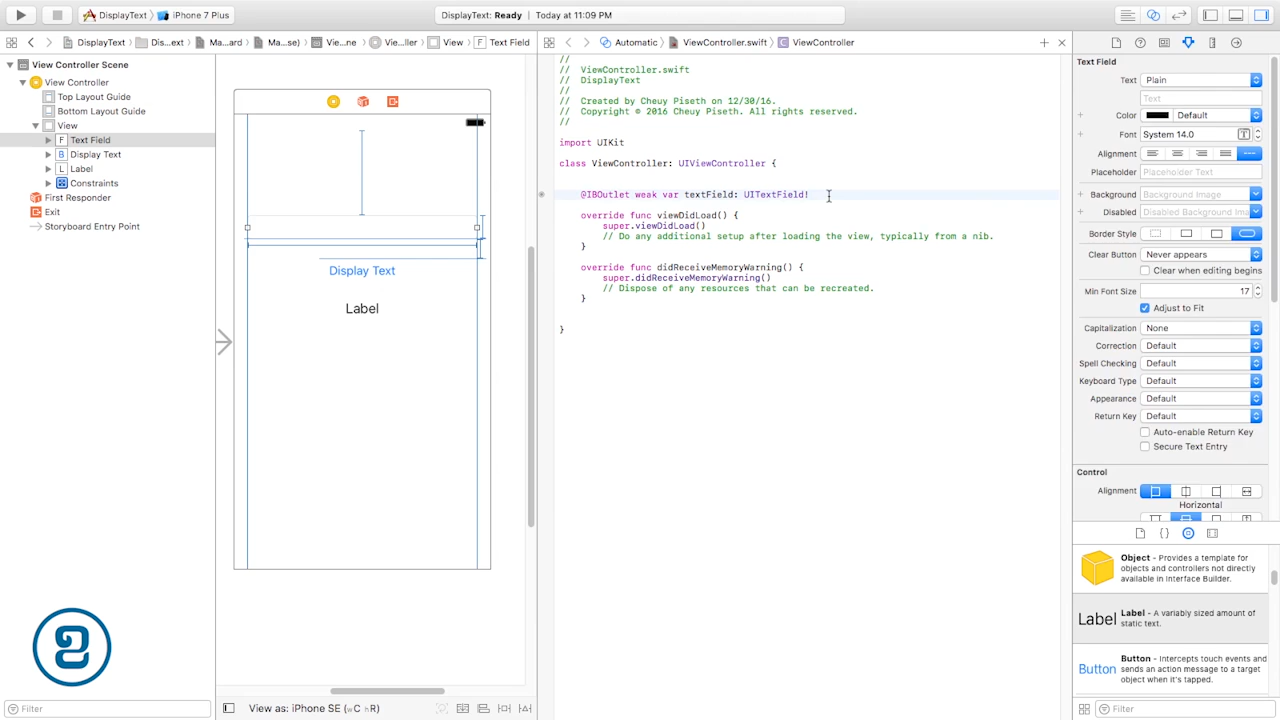 DisplayText
iPhone 7 Plus
DisplayText: Ready
Today at 11:09 PM
DisplayText
Dis...ext
Ma...ard
Ma...se)
Vie...ne
Vie...ller
View
F Text Field
Automatic
ViewController.swift
C ViewController
View Controller Scene
View Controller
Top Layout Guide
Bottom Layout Guide
View
F Text Field
B Display Text
L Label
Constraints
First Responder
Exit
Storyboard Entry Point
Filter
Display Text
Label
View as: iPhone SE (wC hR)
//
// ViewController.swift
// DisplayText
//
// Created by Cheuy Piseth on 12/30/16.
// Copyright © 2016 Cheuy Piseth. All rights reserved.
//
import UIKit
class ViewController: UIViewController {
@IBOutlet weak var textField: UITextField!
override func viewDidLoad() {
super.viewDidLoad()
// Do any additional setup after loading the view, typically from a nib.
}
override func didReceiveMemoryWarning() {
super.didReceiveMemoryWarning()
// Dispose of any resources that can be recreated.
}
}
Text Field
Text Plain
Text
Color Default
Font System 14.0 T
Alignment
Placeholder Placeholder Text
Background Background Image
Disabled Disabled Background Ima
Border Style
Clear Button Never appears
Clear when editing begins
Min Font Size 17
Adjust to Fit
Capitalization None
Correction Default
Spell Checking Default
Keyboard Type Default
Appearance Default
Return Key Default
Auto-enable Return Key
Secure Text Entry
Control
Alignment
Horizontal
Object - Provides a template for
objects and controllers not directly
available in Interface Builder.
Label
Label - A variably sized amount of
static text.
Button
Button - Intercepts touch events and
sends an action message to a target
object when it's tapped.
Filter